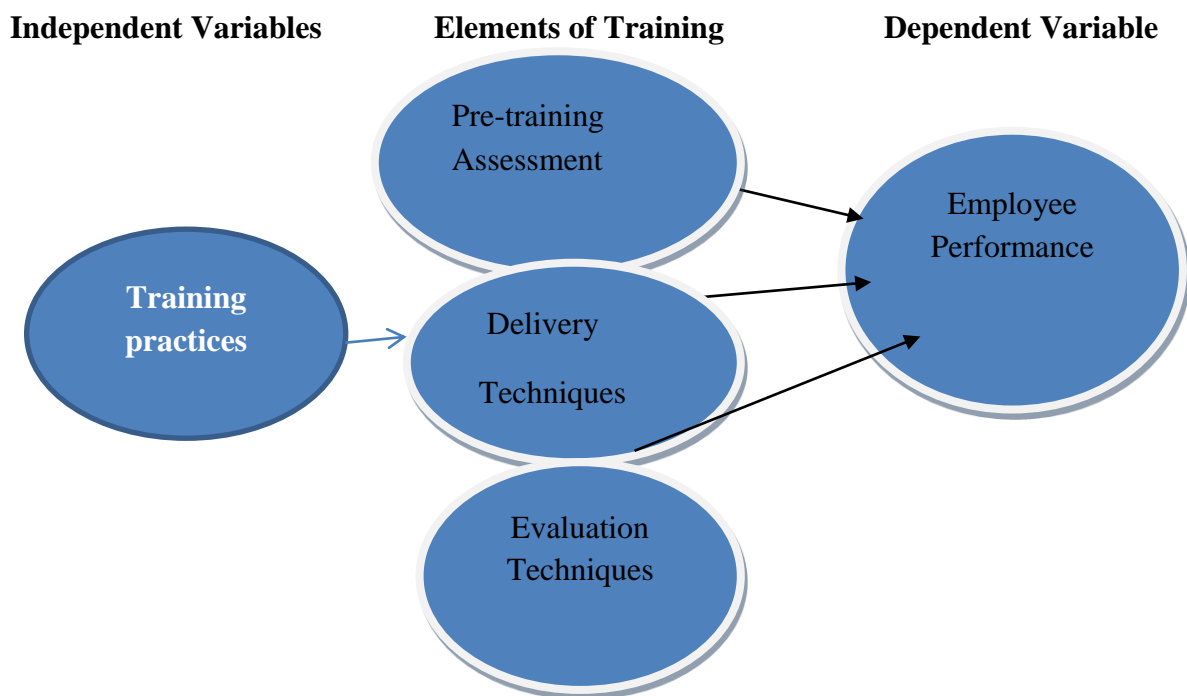 Independent Variables
Elements of Training
Dependent Variable
Pre-training
Assessment
Employee
Performance
Training
practices
Delivery
Techniques
Evaluation
Techniques